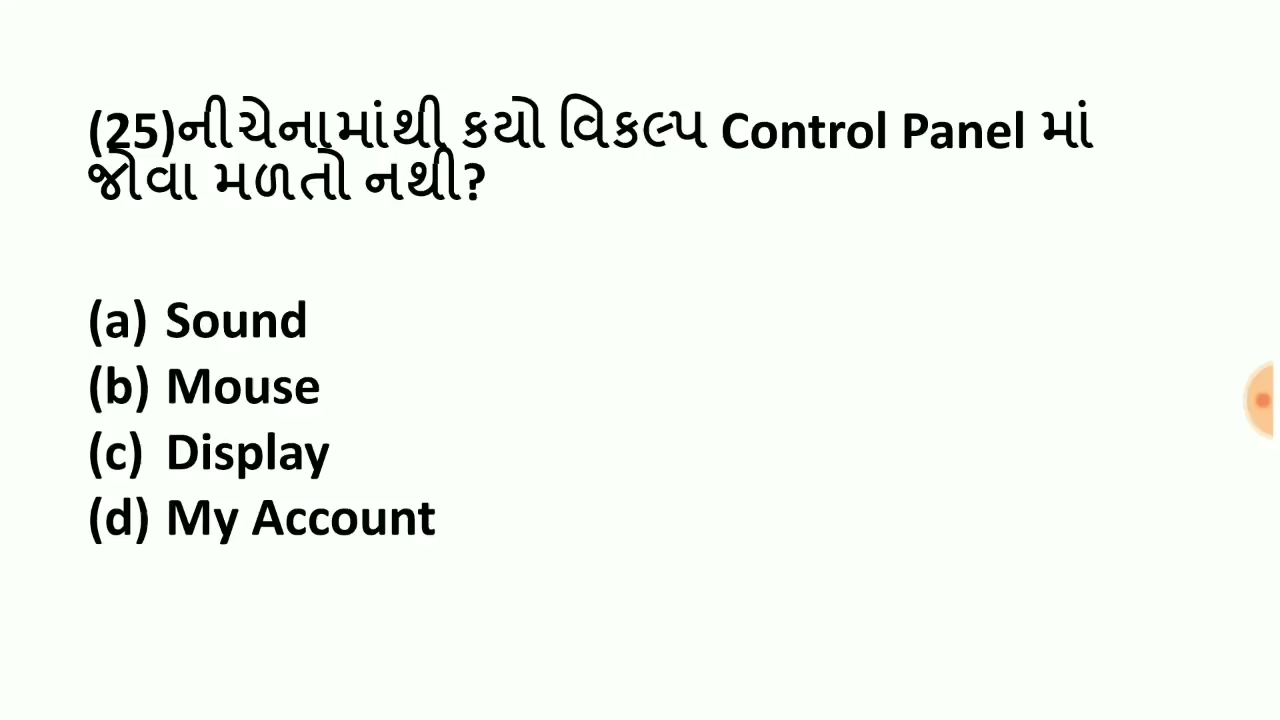 (25)નીચેનામાંથી કયો વિકલ્પ Control Panel માં
જોવા મળતો નથી?
(a) Sound
(b) Mouse
(c) Display
(d) My Account